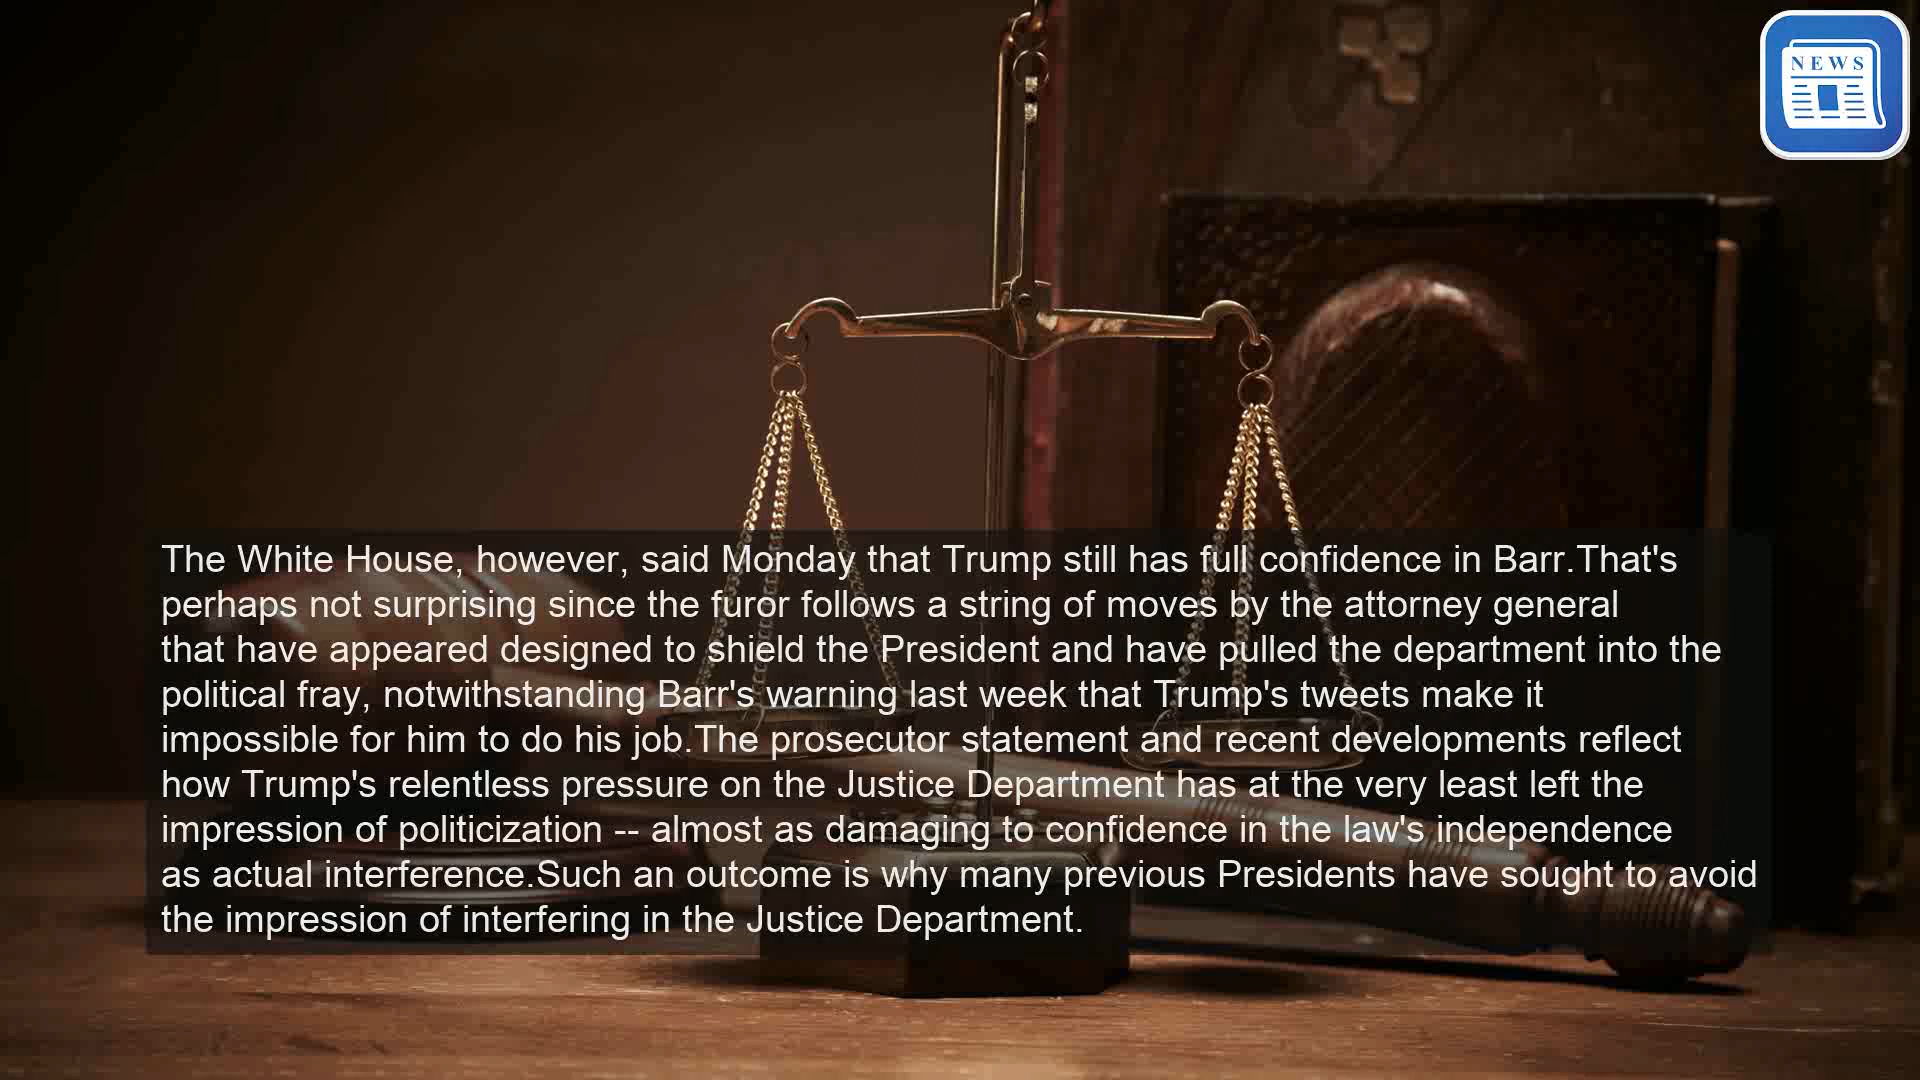 NEWS
The White House, however, said Monday that Trump still has full confidence in Barr.That's
perhaps not surprising since the furor follows a string of moves by the attorney general
that have appeared designed to shield the President and have pulled the department into the
political fray, notwithstanding Barr's warning last week that Trump's tweets make it
impossible for him to do his job.The prosecutor statement and recent developments reflect
how Trump's relentless pressure on the Justice Department has at the very least left the
impression of politicization -- almost as damaging to confidence in the law's independence
as actual interference.Such an outcome is why many previous Presidents have sought to avoid
the impression of interfering in the Justice Department.